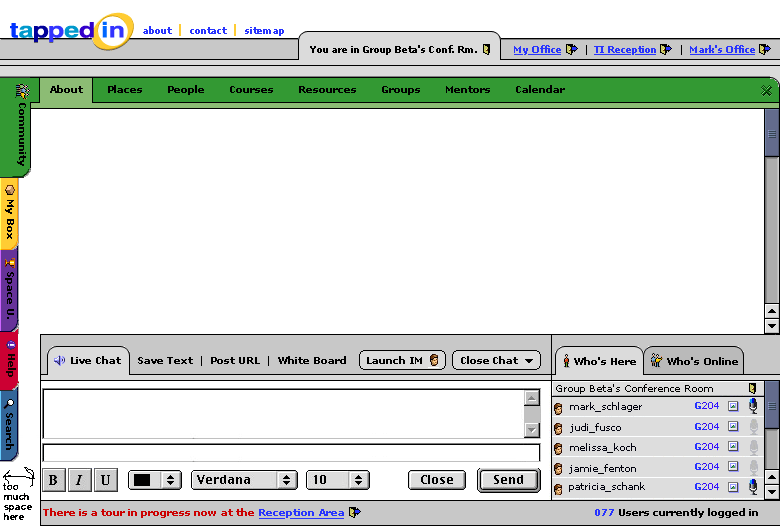 tapped in
about | contact | sitemap
You are in Group Beta's Conf. Rm.
My Office | TI Reception | Mark's Office
About Places People Courses Resources Groups Mentors Calendar
Community
My Box
Space U.
Help
Search
too
much
space
here
Live Chat Save Text | Post URL | White Board Launch IM Close Chat
Who's Here Who's Online
Group Beta's Conference Room
mark_schlager G204
judi_fusco G204
melissa_koch G204
jamie_fenton G204
patricia_schank G204
B I U Verdana 10 Close Send
There is a tour in progress now at the Reception Area
077 Users currently logged in